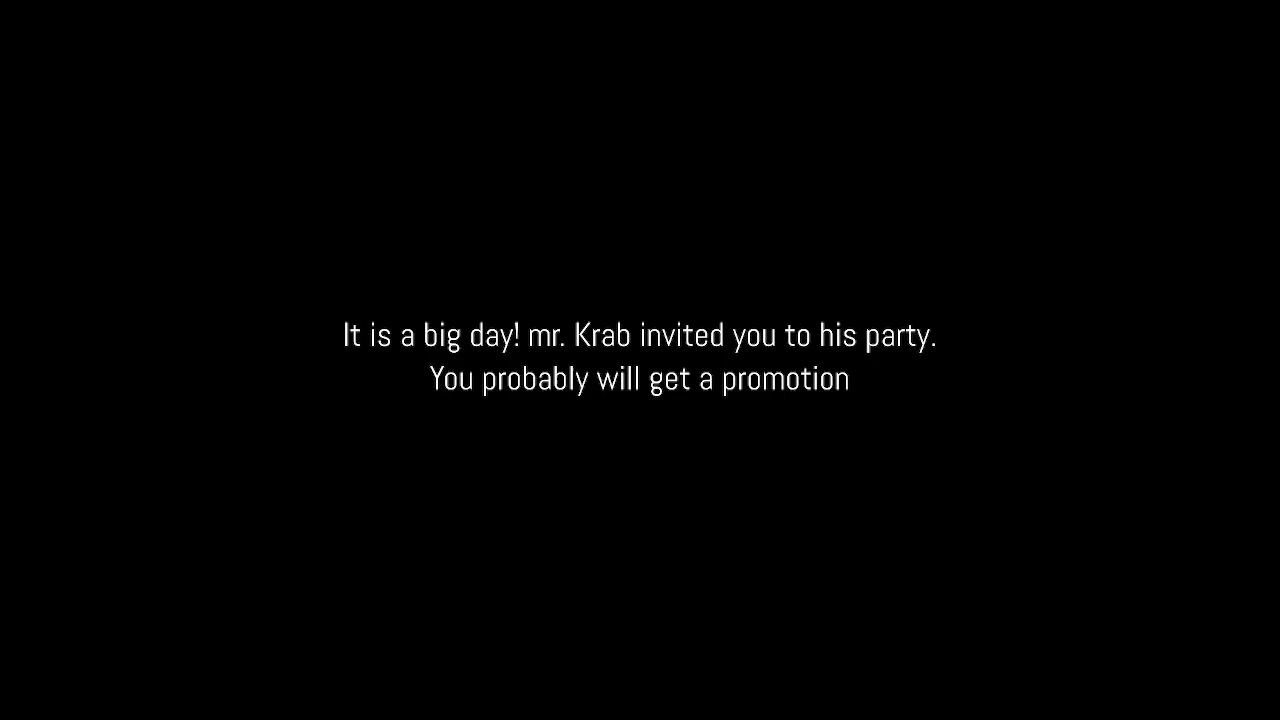 It is a big day! mr. Krab invited you to his party.
You probably will get a promotion